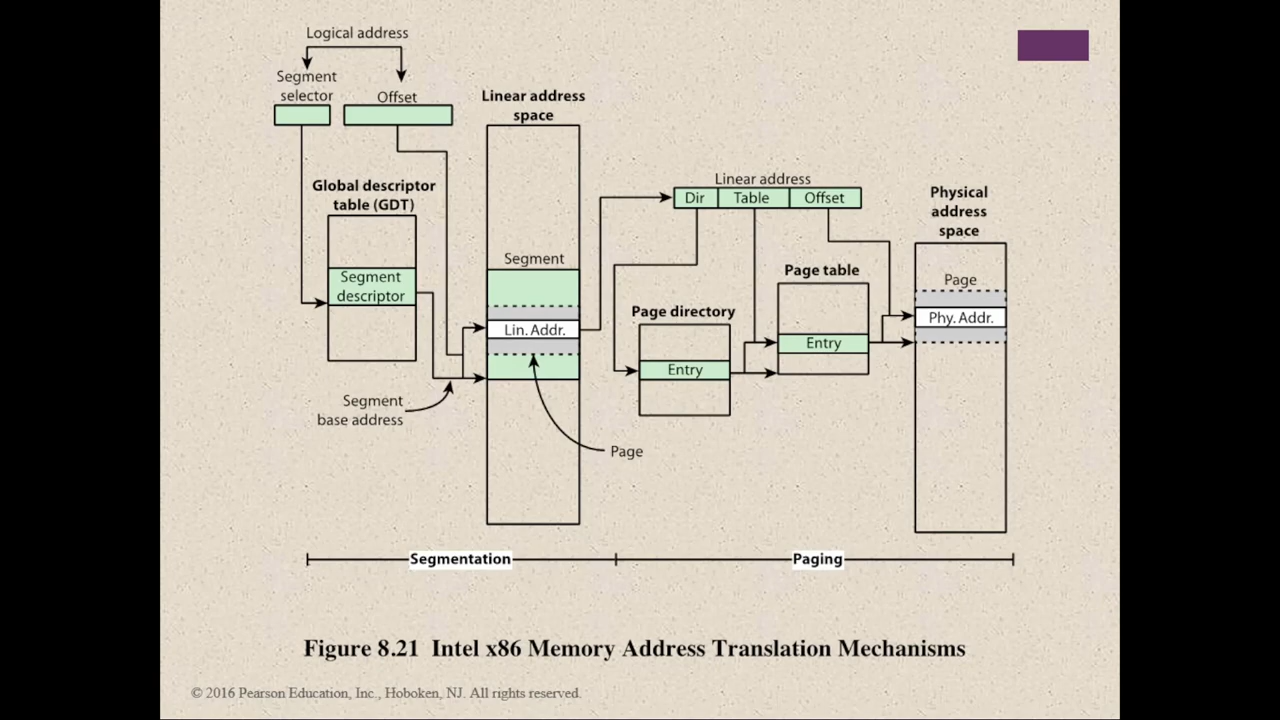 Logical address
Segment
selector
Offset
Linear address
space
Global descriptor
table (GDT)
Segment
descriptor
Segment
Lin. Addr.
Segment
base address
Page
Linear address
Dir Table Offset
Page directory
Entry
Page table
Entry
Physical
address
space
Page
Phy. Addr.
Segmentation
Paging
Figure 8.21 Intel x86 Memory Address Translation Mechanisms
© 2016 Pearson Education, Inc., Hoboken, NJ. All rights reserved.